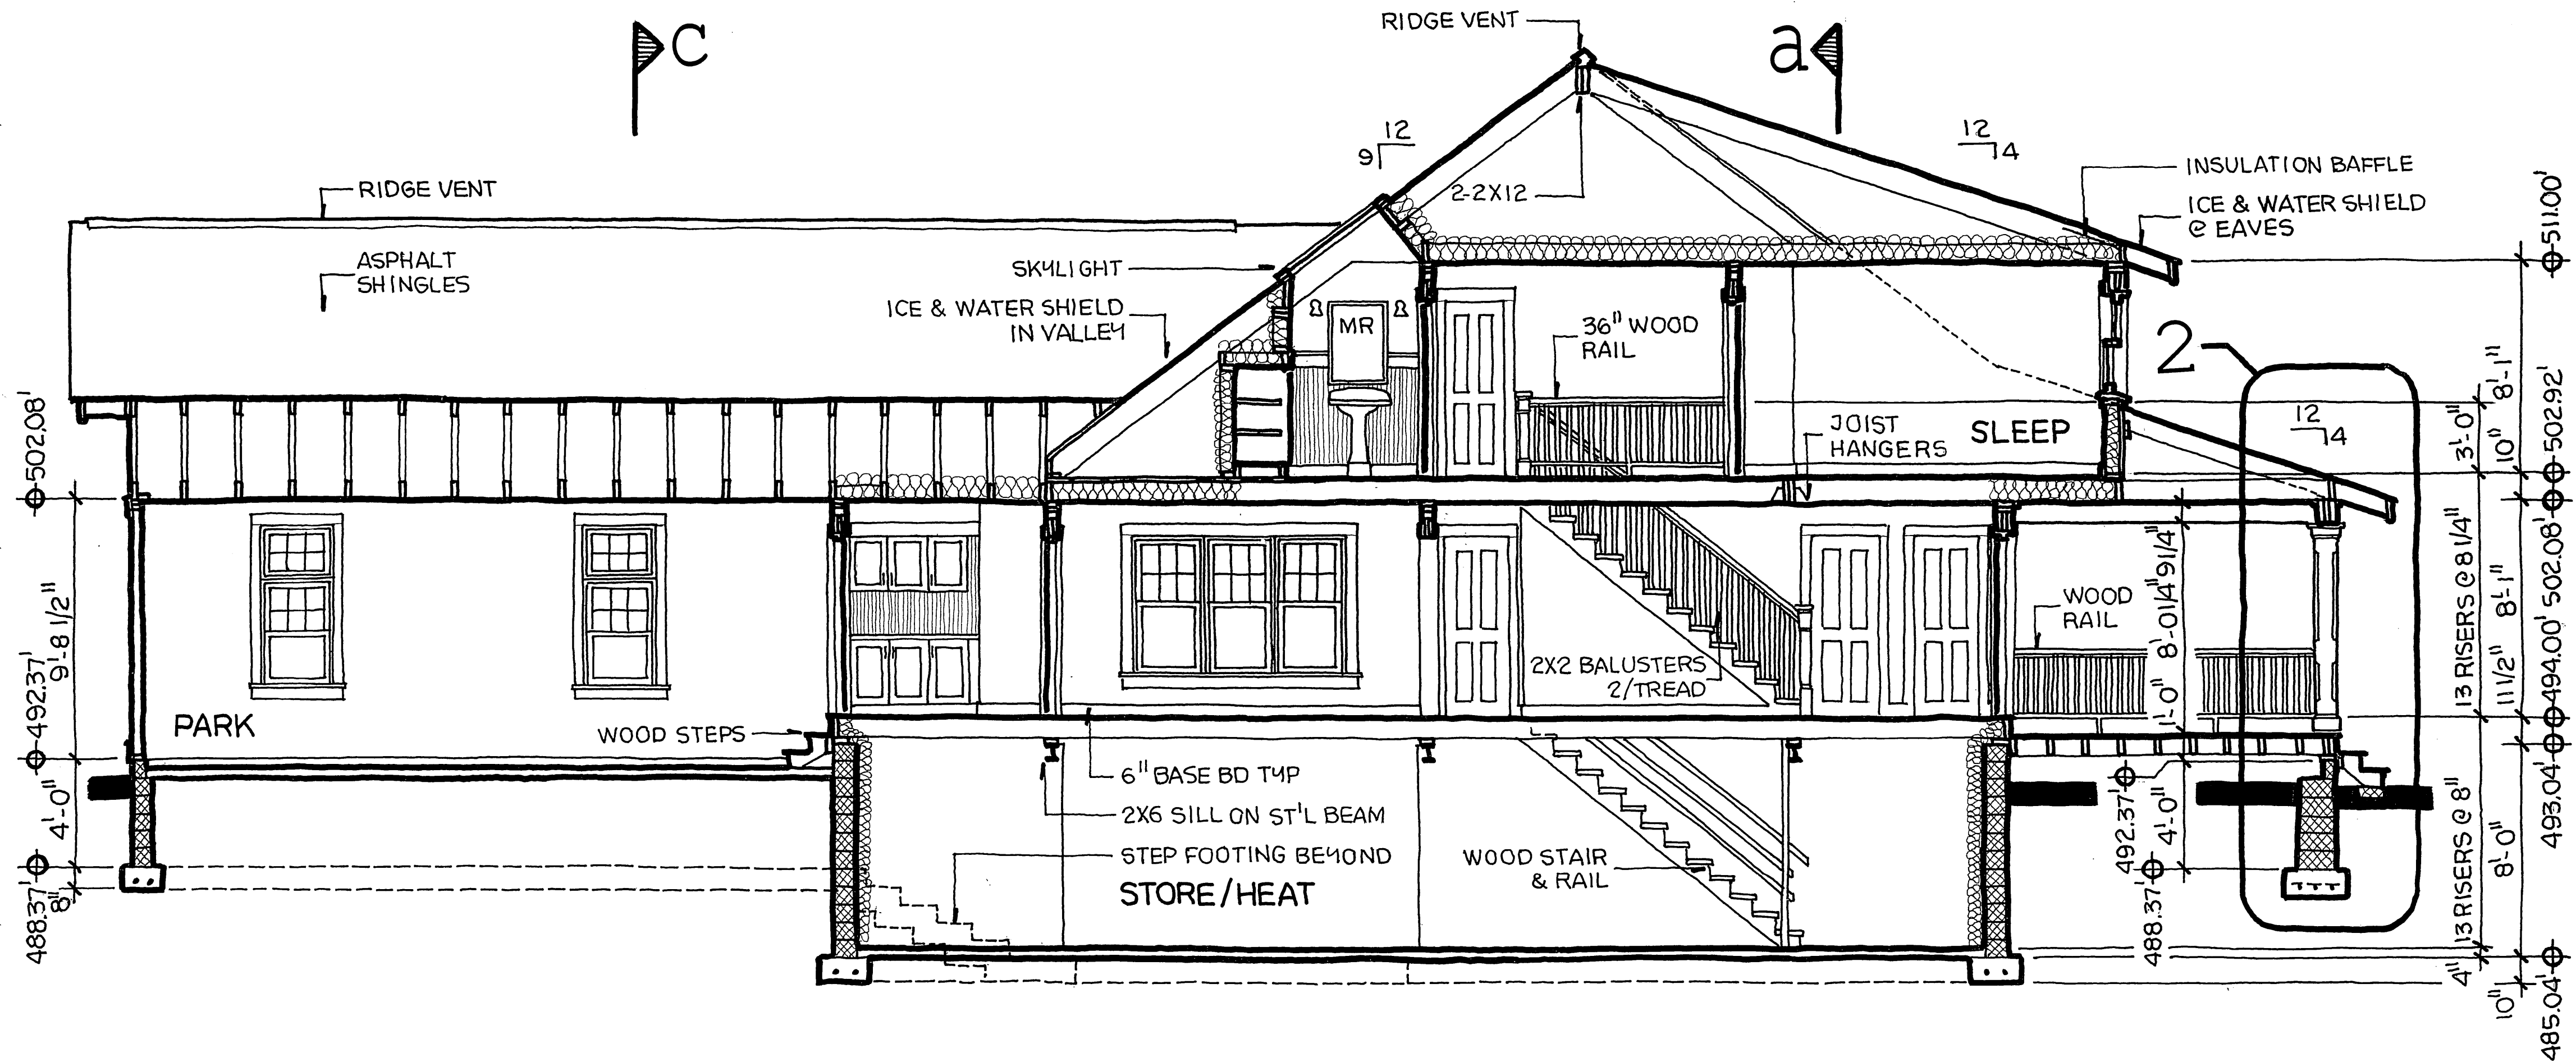 C
RIDGE VENT
a
12
9
12
4
2-2X12
INSULATION BAFFLE
ICE & WATER SHIELD
@ EAVES
RIDGE VENT
ASPHALT
SHINGLES
SKYLIGHT
ICE & WATER SHIELD
IN VALLEY
MR
36" WOOD
RAIL
JOIST
HANGERS
SLEEP
2
12
4
WOOD
RAIL
2X2 BALUSTERS
2/TREAD
PARK
WOOD STEPS
6" BASE BD TYP
2X6 SILL ON ST'L BEAM
STEP FOOTING BEYOND
STORE/HEAT
WOOD STAIR
& RAIL
502.08'
9'-8 1/2"
492.37'
4'-0"
488.37'
8"
9 1/4"
8'-0 1/4"
1'-0"
492.37'
4'-0"
488.37'
3'-0"
13 RISERS @ 8 1/4"
13 RISERS @ 8"
4"
8'-1"
10"
8'-1"
11 1/2"
8'-0"
10"
511.00'
502.92'
502.08'
494.00'
493.04'
485.04'